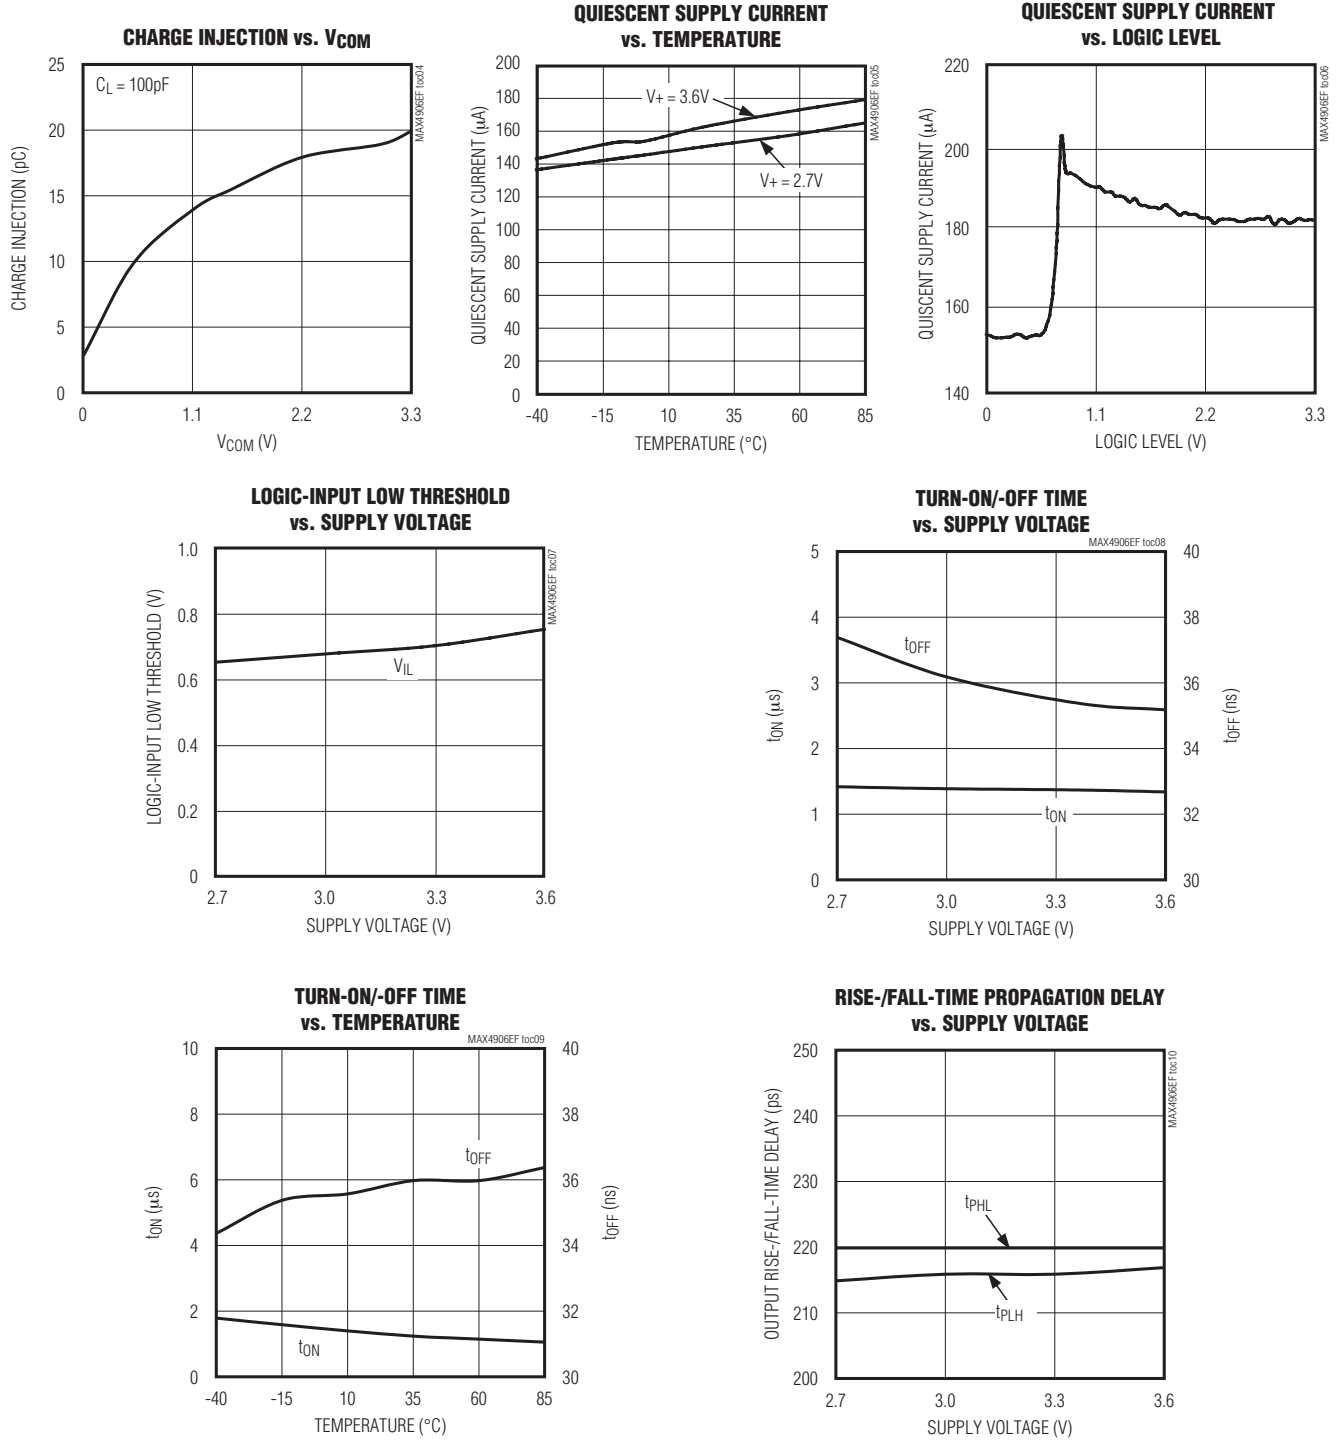 CHARGE INJECTION vs. VCOM
CL = 100pF
MAX4906EF toc04
CHARGE INJECTION (pC)
25
20
15
10
5
0
0 1.1 2.2 3.3
VCOM (V)
QUIESCENT SUPPLY CURRENT
vs. TEMPERATURE
MAX4906EF toc05
QUIESCENT SUPPLY CURRENT (μA)
200
180
160
140
120
100
80
60
40
20
0
V+ = 3.6V
V+ = 2.7V
-40 -15 10 35 60 85
TEMPERATURE (°C)
QUIESCENT SUPPLY CURRENT
vs. LOGIC LEVEL
MAX4906EF toc06
QUISCENT SUPPLY CURRENT (μA)
220
200
180
160
140
0 1.1 2.2 3.3
LOGIC LEVEL (V)
LOGIC-INPUT LOW THRESHOLD
vs. SUPPLY VOLTAGE
MAX4906EF toc07
LOGIC-INPUT LOW THRESHOLD (V)
1.0
0.8
0.6
0.4
0.2
0
VIL
2.7 3.0 3.3 3.6
SUPPLY VOLTAGE (V)
TURN-ON/-OFF TIME
vs. SUPPLY VOLTAGE
MAX4906EF toc08
tON (μs)
5
4
3
2
1
0
tOFF
tON
40
38
36
34
32
30
tOFF (ns)
2.7 3.0 3.3 3.6
SUPPLY VOLTAGE (V)
TURN-ON/-OFF TIME
vs. TEMPERATURE
MAX4906EF toc09
tON (μs)
10
8
6
4
2
0
tOFF
tON
40
38
36
34
32
30
tOFF (ns)
-40 -15 10 35 60 85
TEMPERATURE (°C)
RISE-/FALL-TIME PROPAGATION DELAY
vs. SUPPLY VOLTAGE
MAX4906EF toc10
OUTPUT RISE-/FALL-TIME DELAY (ps)
250
240
230
220
210
200
tPHL
tPLH
2.7 3.0 3.3 3.6
SUPPLY VOLTAGE (V)